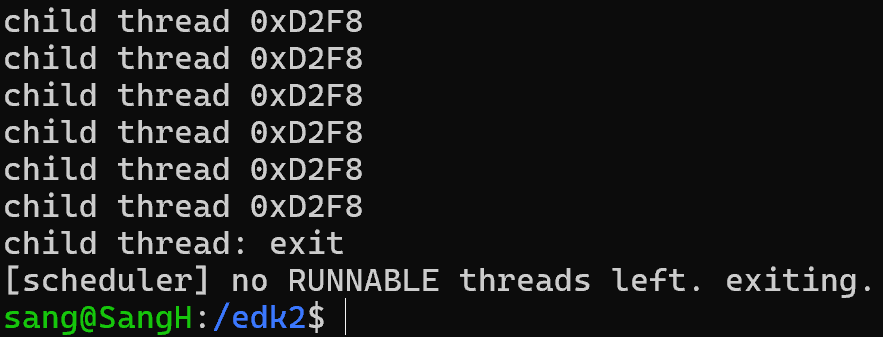 child thread 0xD2F8
child thread 0xD2F8
child thread 0xD2F8
child thread 0xD2F8
child thread 0xD2F8
child thread 0xD2F8
child thread: exit
[scheduler] no RUNNABLE threads left. exiting.
sang@SangH:/edk2$